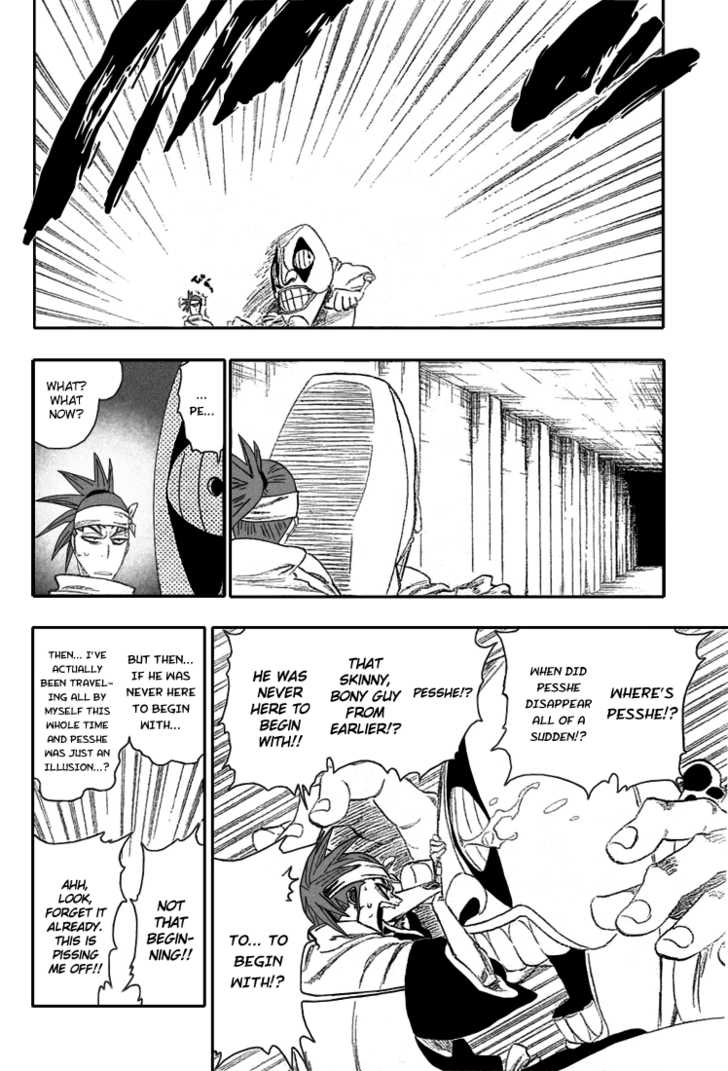 びくん
...
PE...
WHAT?
WHAT
NOW?
WHERE'S
PESSHE!?
WHEN DID
PESSHE
DISAPPEAR
ALL OF A
SUDDEN!?
PESSHE!?
THAT
SKINNY,
BONY GUY
FROM
EARLIER!?
HE WAS
NEVER
HERE TO
BEGIN
WITH!!
TO... TO
BEGIN
WITH!?
BUT THEN...
IF HE WAS
NEVER HERE
TO BEGIN
WITH...
THEN... I'VE
ACTUALLY
BEEN TRAVEL-
ING ALL BY
MYSELF THIS
WHOLE TIME
AND PESSHE
WAS JUST AN
ILLUSION...?
NOT
THAT
BEGIN-
NING!!
AHH,
LOOK,
FORGET IT
ALREADY.
THIS IS
PISSING
ME OFF!!